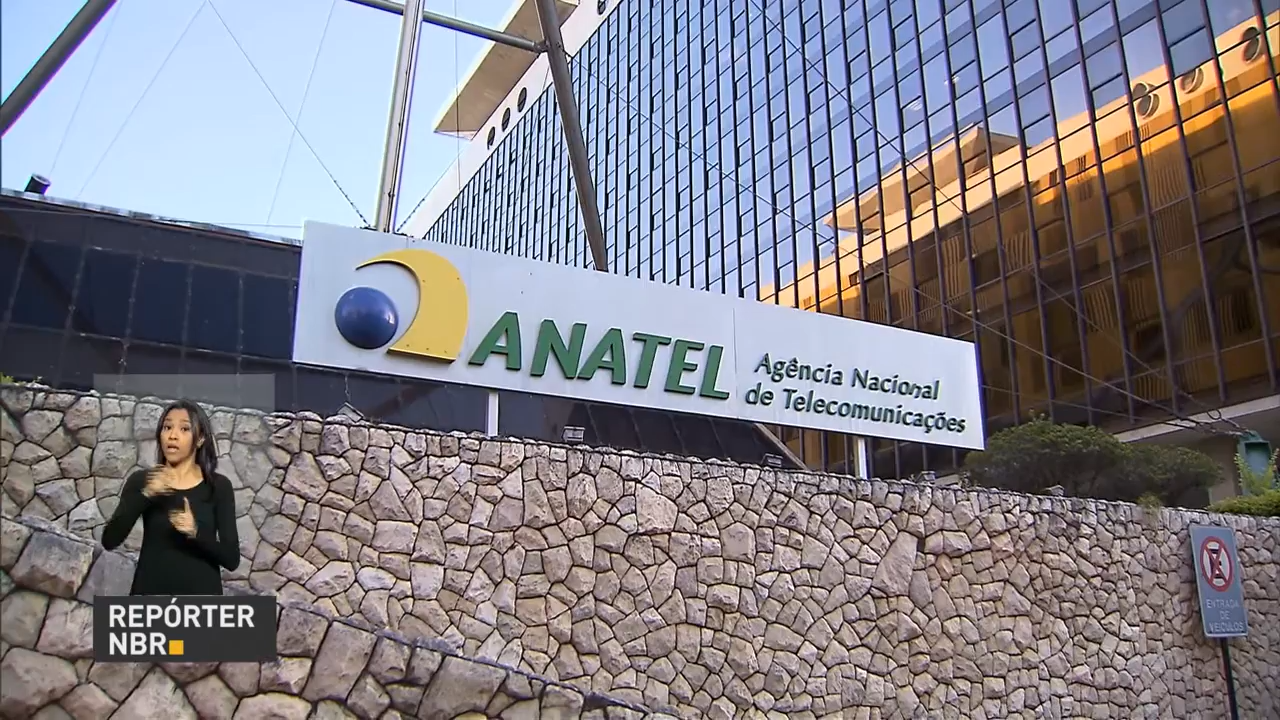 ANATEL
Agência Nacional
de Telecomunicações
ENTRADA
DE
VEÍCULOS
REPÓRTER
NBR